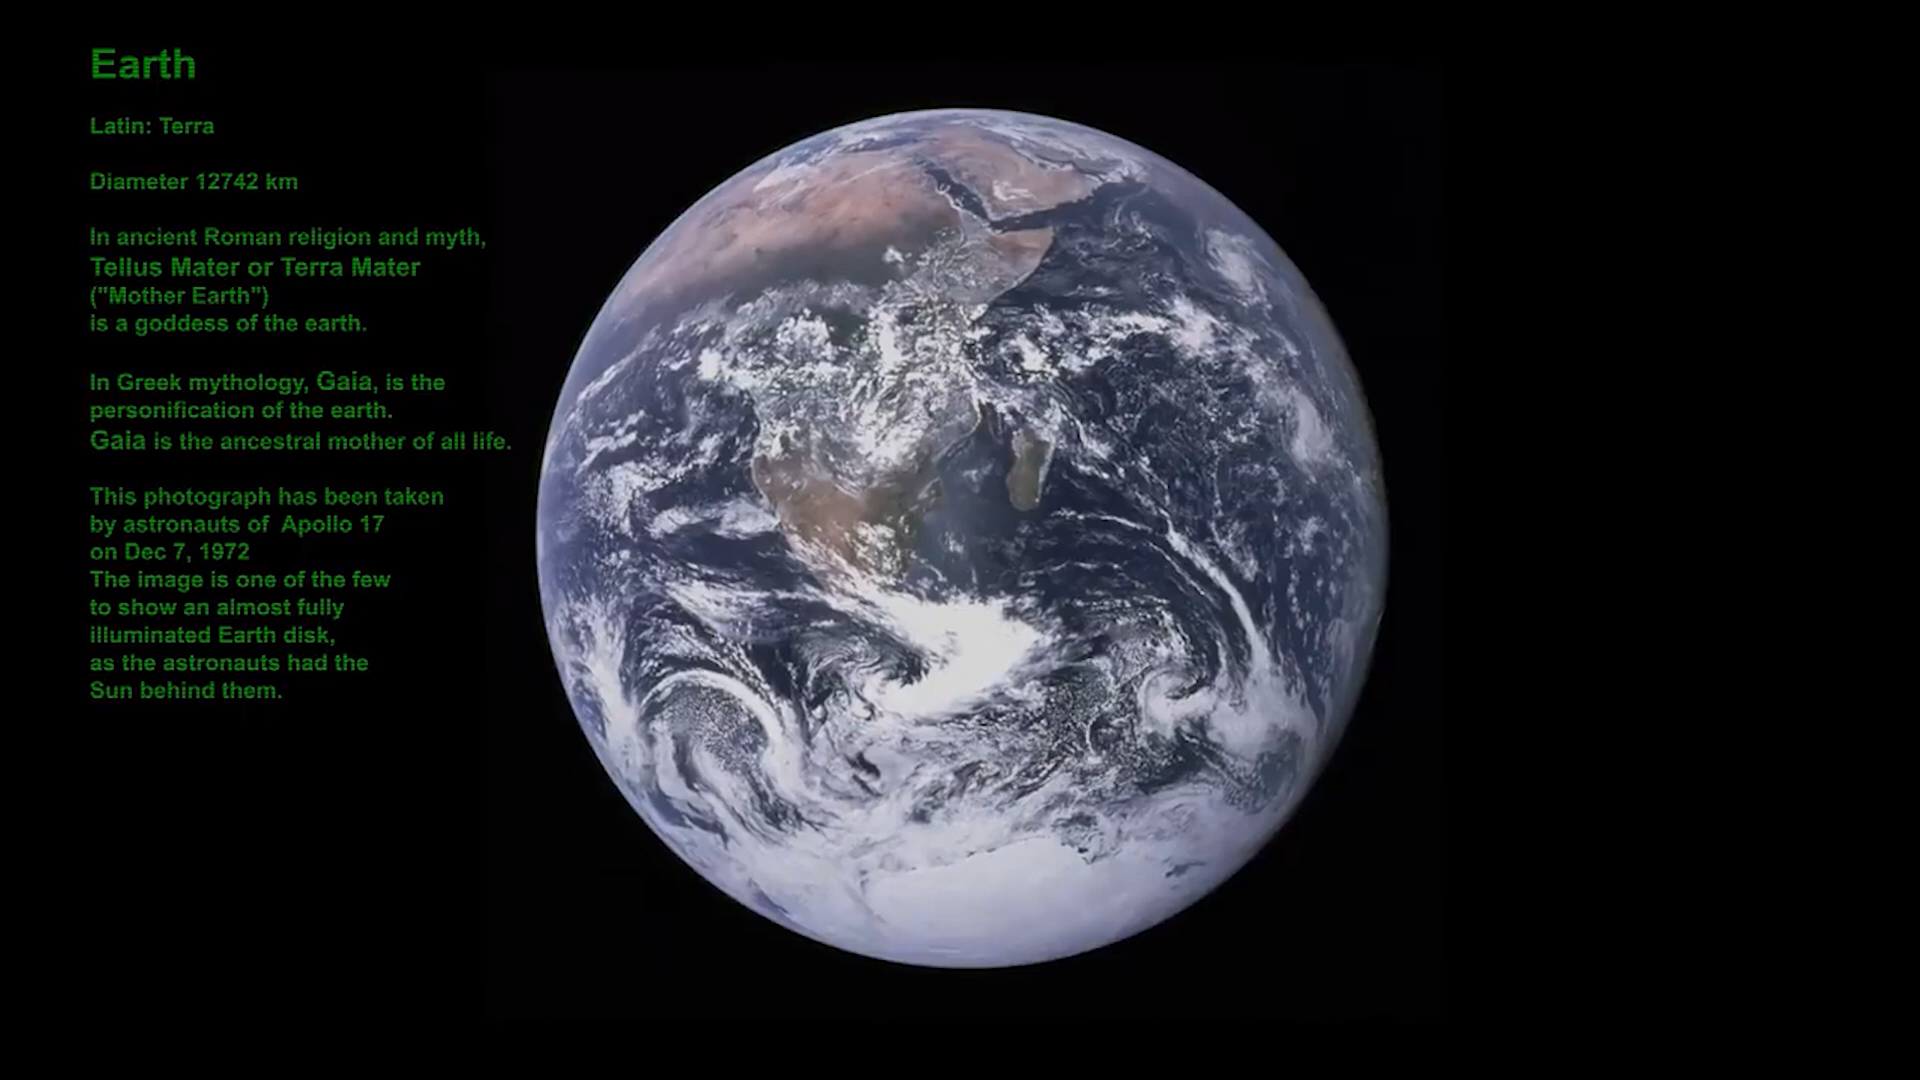 Earth
Latin: Terra
Diameter 12742 km
In ancient Roman religion and myth,
Tellus Mater or Terra Mater
("Mother Earth")
is a goddess of the earth.
In Greek mythology, Gaia, is the
personification of the earth.
Gaia is the ancestral mother of all life.
This photograph has been taken
by astronauts of  Apollo 17
on Dec 7, 1972
The image is one of the few
to show an almost fully
illuminated Earth disk,
as the astronauts had the
Sun behind them.